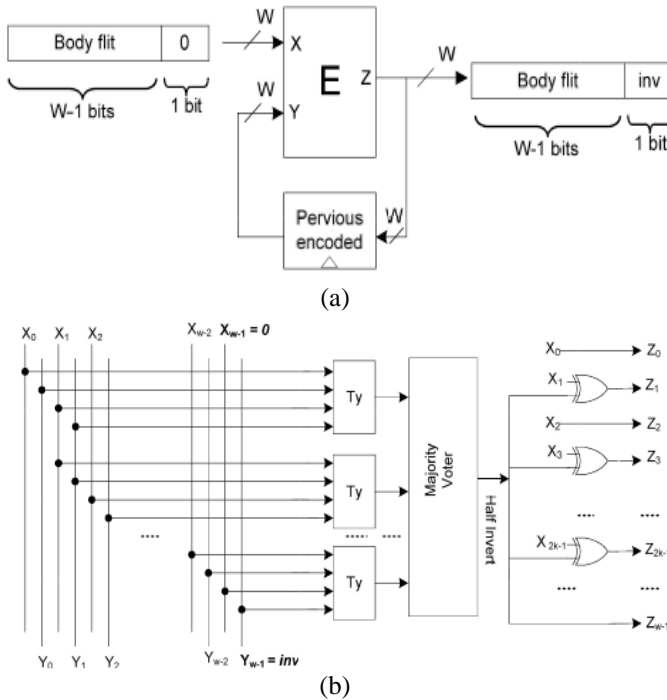 Body flit 0
W-1 bits 1 bit
W X
W Y
E
Z
W
Body flit inv
W-1 bits 1 bit
Pervious
encoded
W
(a)
X0 X1 X2 Xw-2 Xw-1 = 0
Ty
Ty
Ty
Majority
Voter
Half Invert
X0 Z0
X1 Z1
X2 Z2
X3 Z3
.... ....
X2k-1 Z2k-1
.... ....
Zw-1
.... .... ....
Y0 Y1 Y2 Yw-2 Yw-1 = inv
(b)